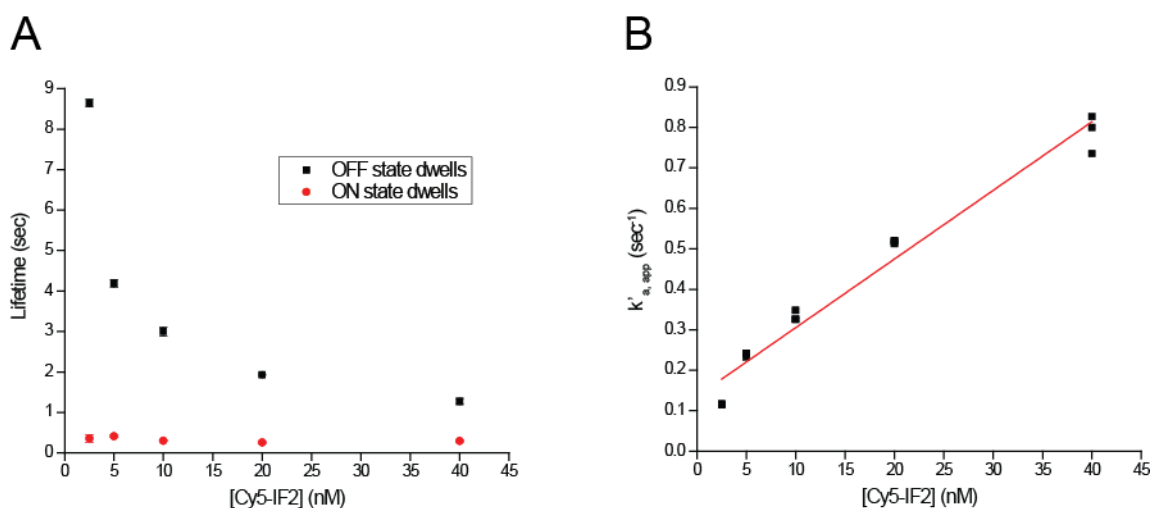 A
9
8
7
6
5
4
3
2
1
0
Lifetime (sec)
OFF state dwells
ON state dwells
0 5 10 15 20 25 30 35 40 45
[Cy5-IF2] (nM)
B
0.9
0.8
0.7
0.6
0.5
0.4
0.3
0.2
0.1
0.0
k'a, app (sec-1)
0 5 10 15 20 25 30 35 40 45
[Cy5-IF2] (nM)